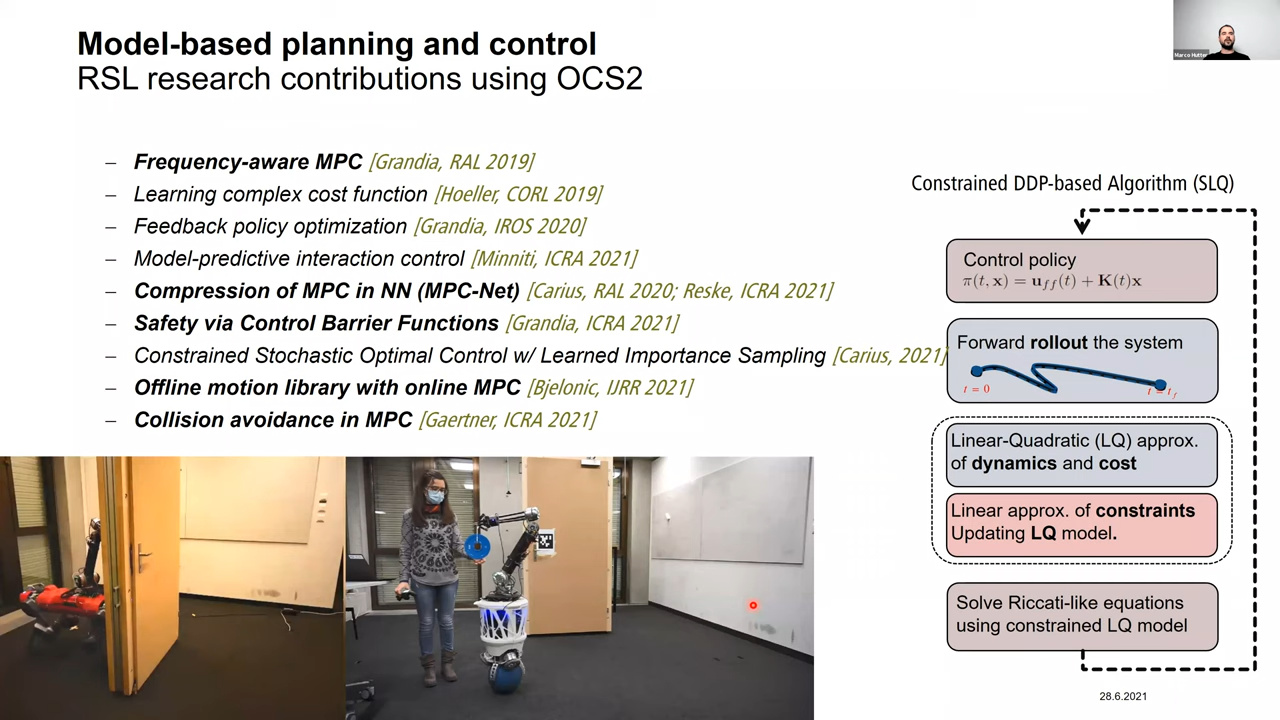 Model-based planning and control
RSL research contributions using OCS2
Marco Hutter
– Frequency-aware MPC [Grandia, RAL 2019]
– Learning complex cost function [Hoeller, CORL 2019]
– Feedback policy optimization [Grandia, IROS 2020]
– Model-predictive interaction control [Minniti, ICRA 2021]
– Compression of MPC in NN (MPC-Net) [Carius, RAL 2020; Reske, ICRA 2021]
– Safety via Control Barrier Functions [Grandia, ICRA 2021]
– Constrained Stochastic Optimal Control w/ Learned Importance Sampling [Carius, 2021]
– Offline motion library with online MPC [Bjelonic, IJRR 2021]
– Collision avoidance in MPC [Gaertner, ICRA 2021]
Constrained DDP-based Algorithm (SLQ)
Control policy
π(t, x) = u_ff(t) + K(t)x
Forward rollout the system
t = 0
t = t_f
Linear-Quadratic (LQ) approx.
of dynamics and cost
Linear approx. of constraints
Updating LQ model.
Solve Riccati-like equations
using constrained LQ model
28.6.2021